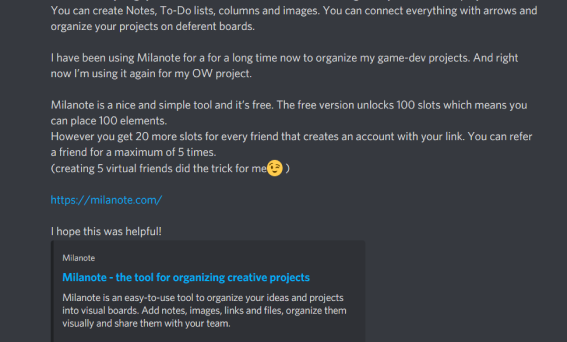 You can create Notes, To-Do lists, columns and images. You can connect everything with arrows and
organize your projects on deferent boards.
I have been using Milanote for a for a long time now to organize my game-dev projects. And right
now I'm using it again for my OW project.
Milanote is a nice and simple tool and it's free. The free version unlocks 100 slots which means you
can place 100 elements.
However you get 20 more slots for every friend that creates an account with your link. You can refer
a friend for a maximum of 5 times.
(creating 5 virtual friends did the trick for me😉 )
https://milanote.com/
I hope this was helpful!
Milanote
Milanote - the tool for organizing creative projects
Milanote is an easy-to-use tool to organize your ideas and projects
into visual boards. Add notes, images, links and files, organize them
visually and share them with your team.